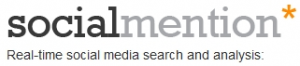 socialmention*
Real-time social media search and analysis: